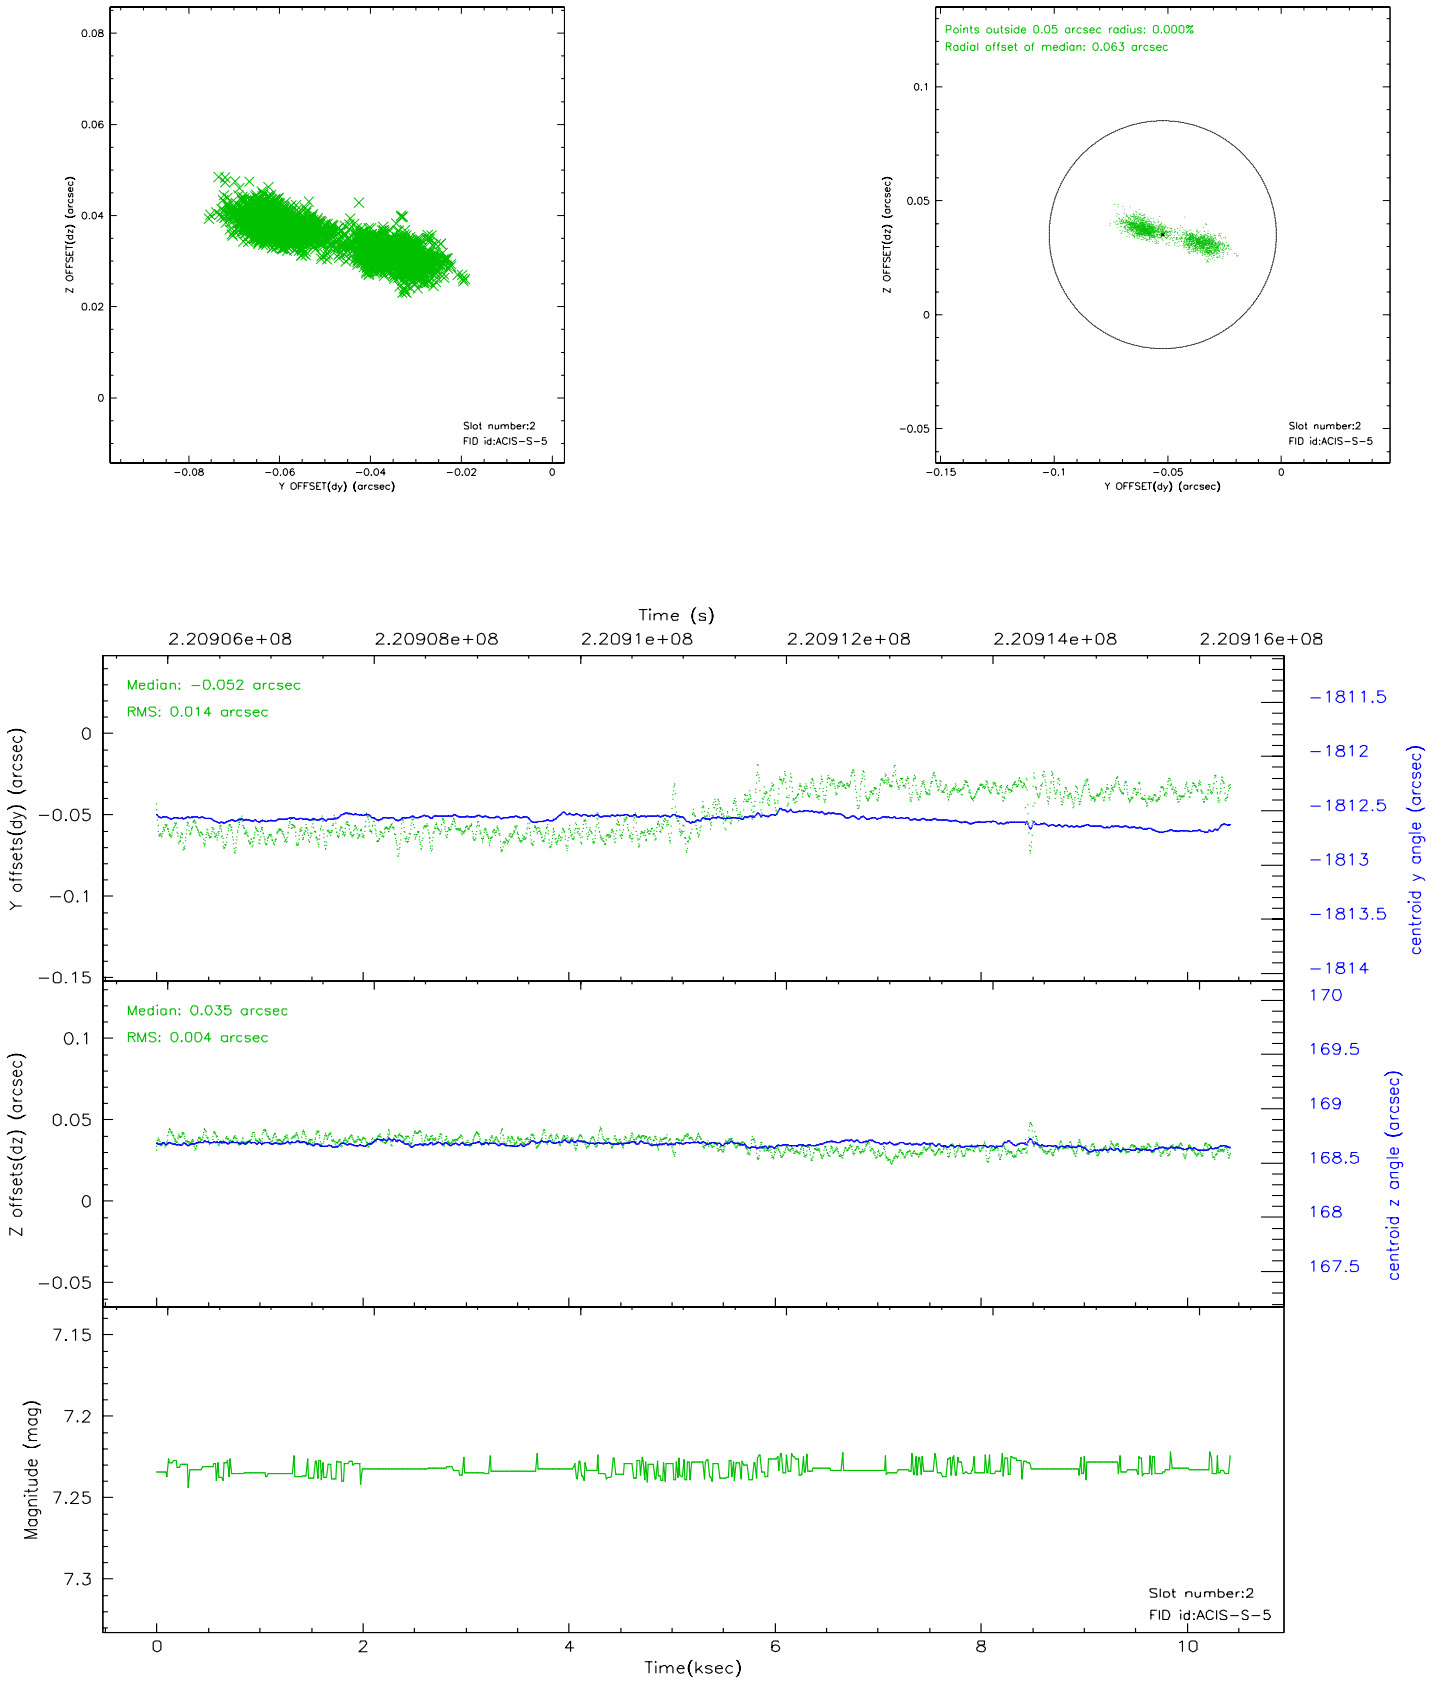 0.08
0.06
0.04
0.02
0
Z OFFSET(dz) (arcsec)
Slot number:2
FID id:ACIS-S-5
-0.08 -0.06 -0.04 -0.02 0
Y OFFSET(dy) (arcsec)
Points outside 0.05 arcsec radius: 0.000%
Radial offset of median: 0.063 arcsec
0.1
0.05
0
-0.05
Z OFFSET(dz) (arcsec)
Slot number:2
FID id:ACIS-S-5
-0.15 -0.1 -0.05 0
Y OFFSET(dy) (arcsec)
Time (s)
2.20906e+08 2.20908e+08 2.2091e+08 2.20912e+08 2.20914e+08 2.20916e+08
Median: -0.052 arcsec
RMS: 0.014 arcsec
0
-0.05
-0.1
-0.15
Y offsets(dy) (arcsec)
-1811.5
-1812
-1812.5
-1813
-1813.5
-1814
centroid y angle (arcsec)
Median: 0.035 arcsec
RMS: 0.004 arcsec
0.1
0.05
0
-0.05
Z offsets(dz) (arcsec)
170
169.5
169
168.5
168
167.5
centroid z angle (arcsec)
7.15
7.2
7.25
7.3
Magnitude (mag)
Slot number:2
FID id:ACIS-S-5
0 2 4 6 8 10
Time(ksec)